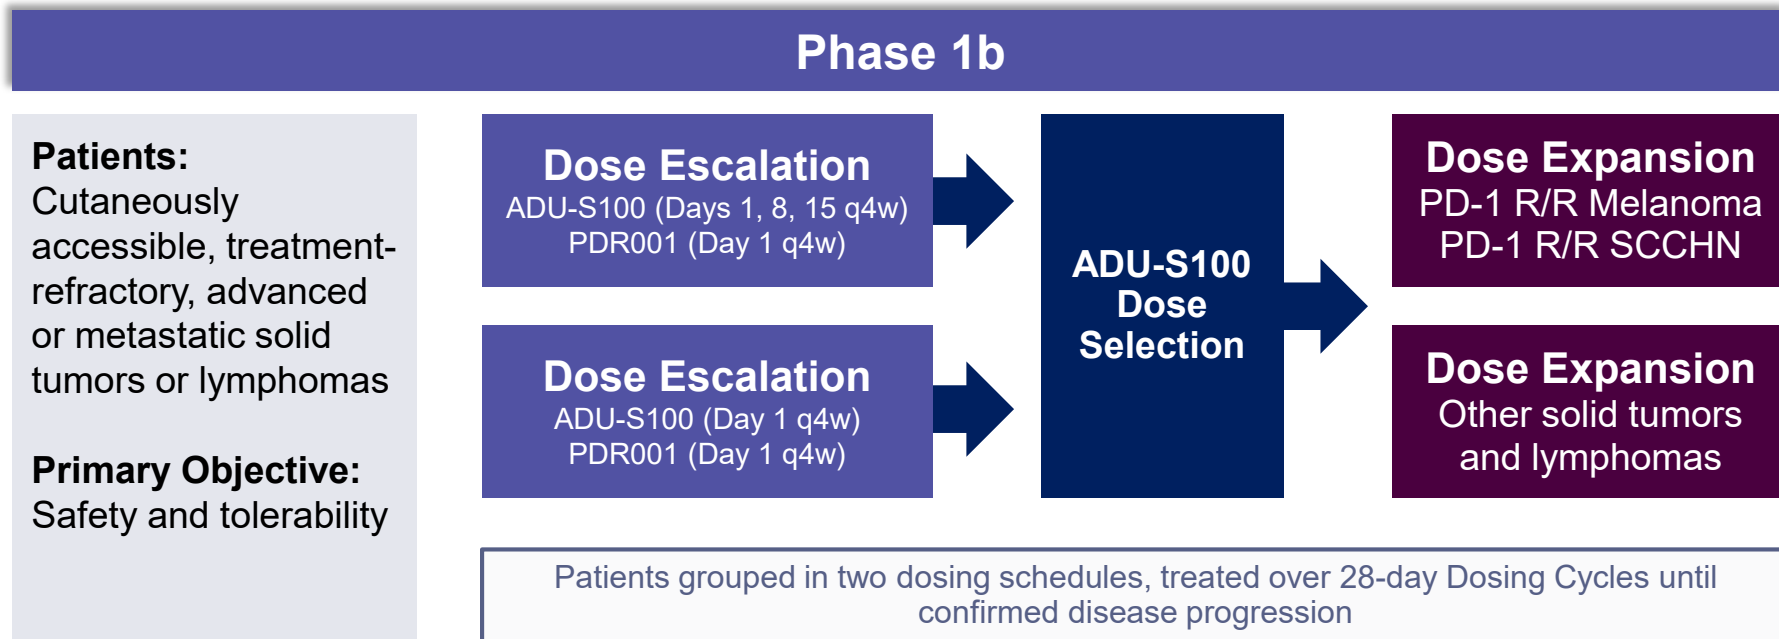 Phase 1b
Patients:
Cutaneously
accessible, treatment-
refractory, advanced
or metastatic solid
tumors or lymphomas
Primary Objective:
Safety and tolerability
Dose Escalation
ADU-S100 (Days 1, 8, 15 q4w)
PDR001 (Day 1 q4w)
Dose Escalation
ADU-S100 (Day 1 q4w)
PDR001 (Day 1 q4w)
ADU-S100
Dose
Selection
Dose Expansion
PD-1 R/R Melanoma
PD-1 R/R SCCHN
Dose Expansion
Other solid tumors
and lymphomas
Patients grouped in two dosing schedules, treated over 28-day Dosing Cycles until
confirmed disease progression